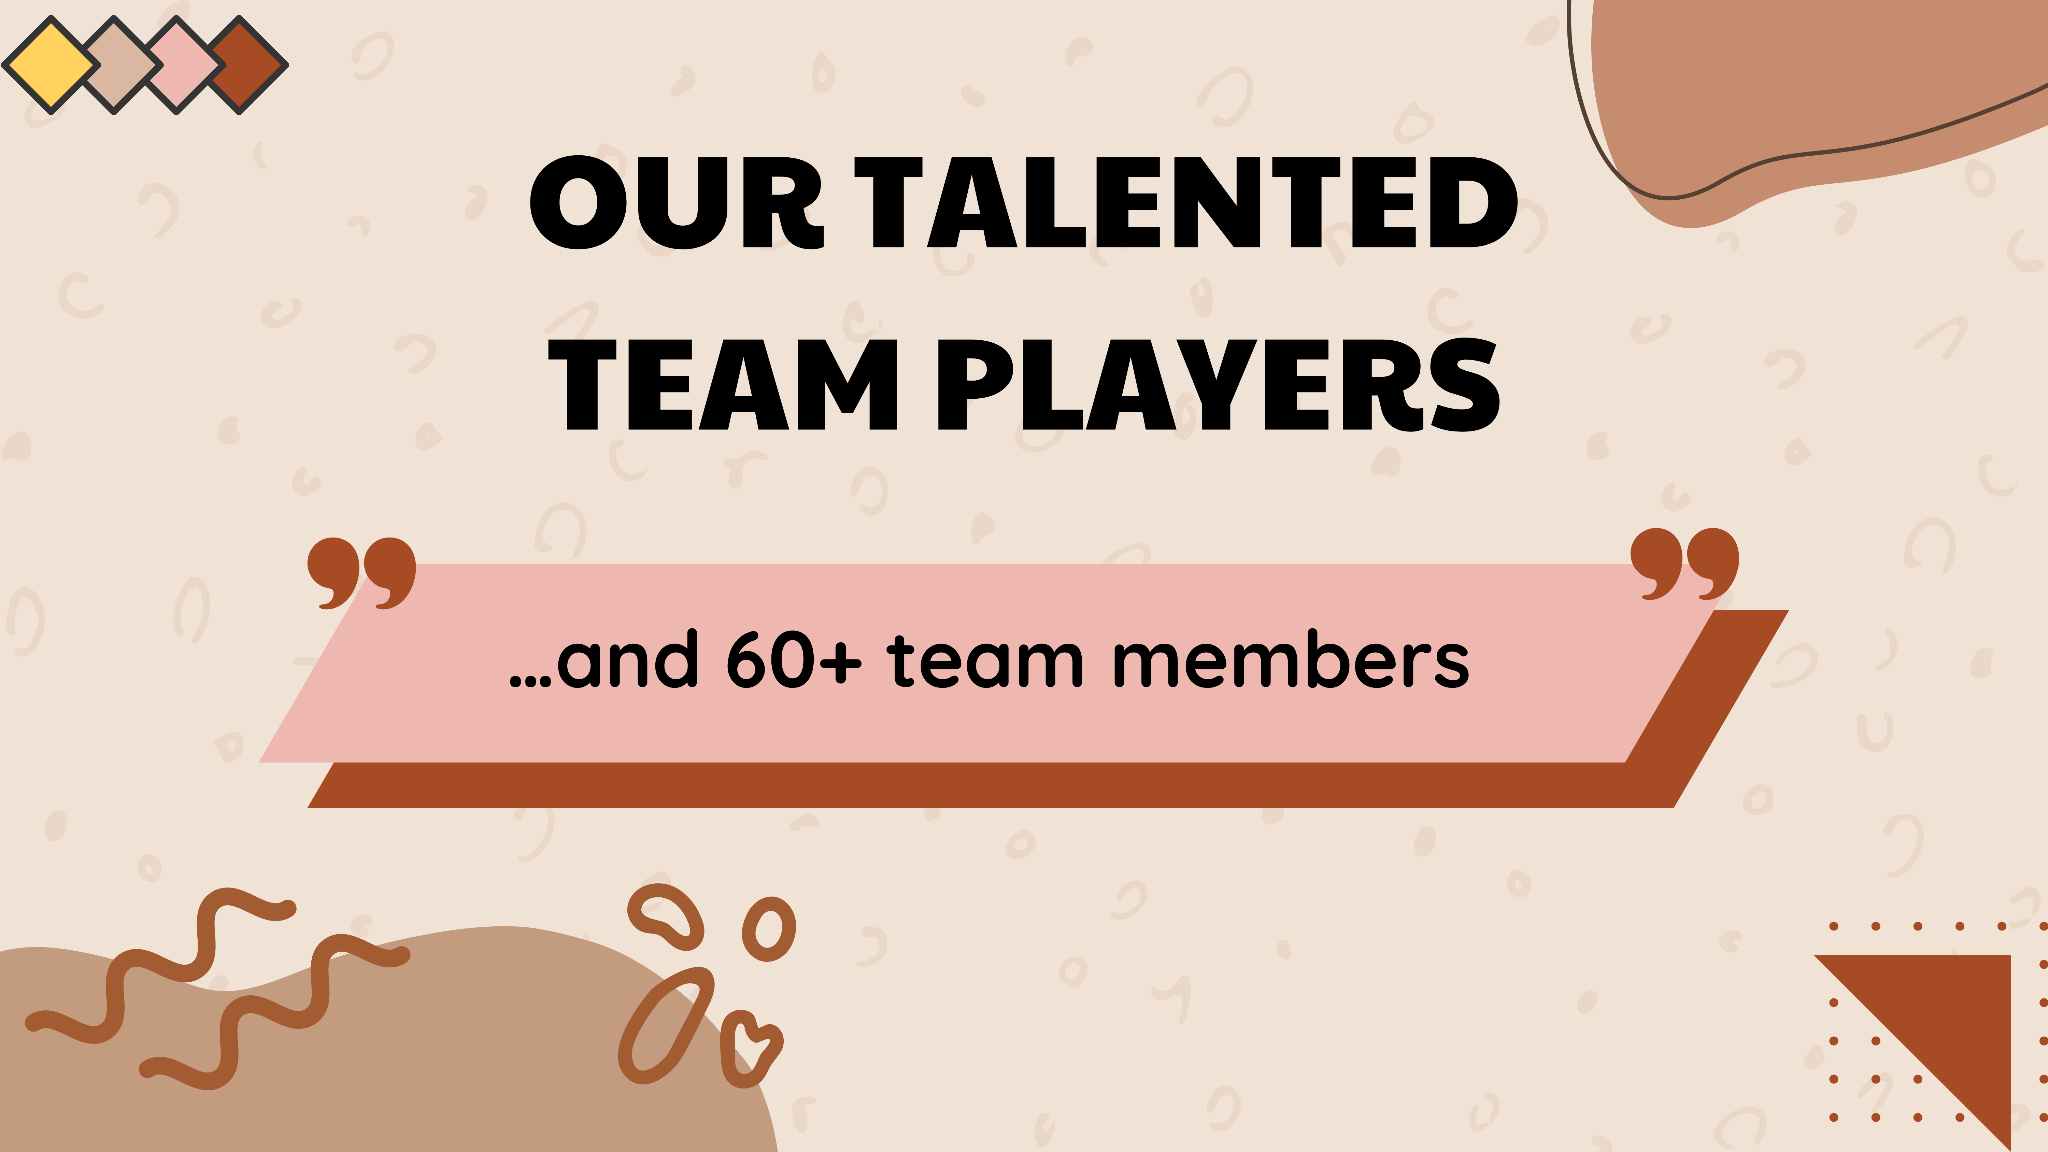 OUR TALENTED
TEAM PLAYERS
” ”
...and 60+ team members